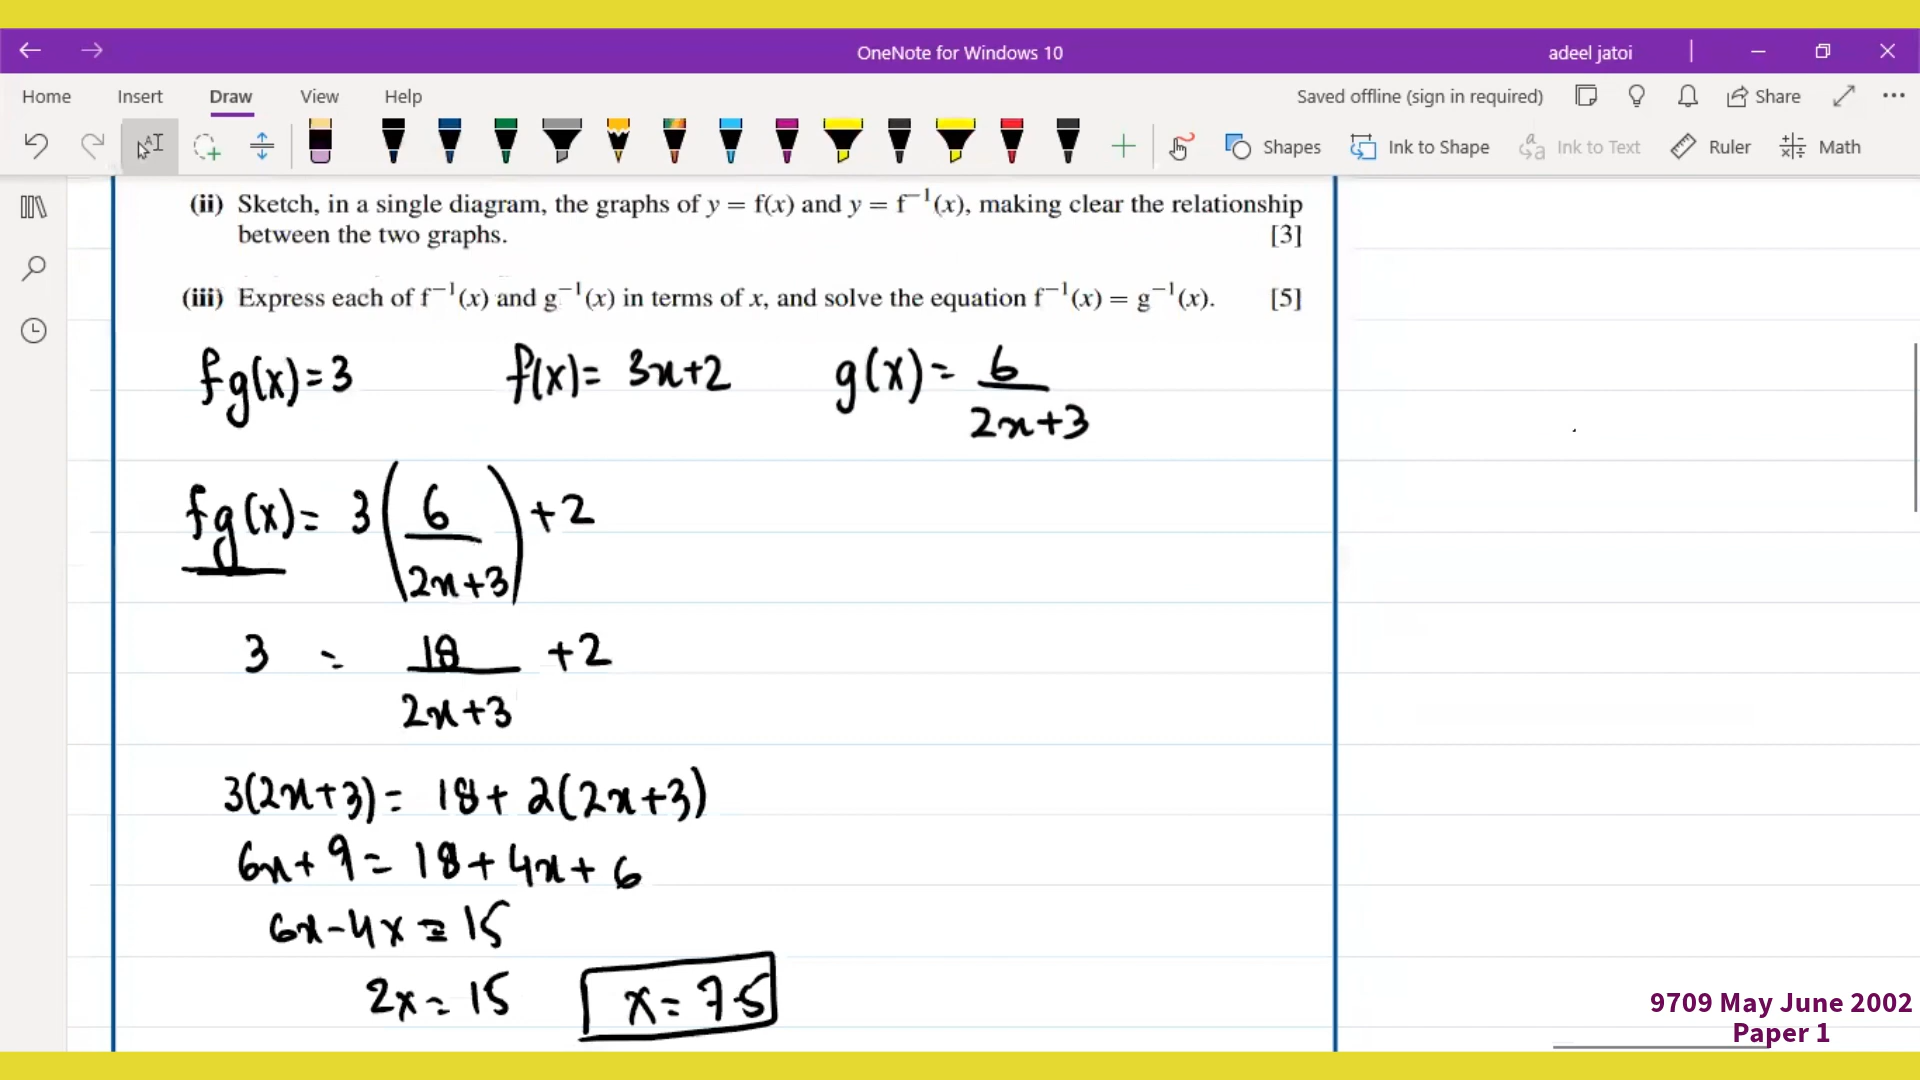 OneNote for Windows 10
adeel jatoi
Home Insert Draw View Help
Saved offline (sign in required) Share
Shapes Ink to Shape Ink to Text Ruler Math
(ii) Sketch, in a single diagram, the graphs of y = f(x) and y = f⁻¹(x), making clear the relationship
between the two graphs. [3]
(iii) Express each of f⁻¹(x) and g⁻¹(x) in terms of x, and solve the equation f⁻¹(x) = g⁻¹(x). [5]
fg(x)=3 f(x)= 3x+2 g(x)= 6/(2x+3)
fg(x)= 3(6/(2x+3)) +2
3 = 18/(2x+3) +2
3(2x+3)= 18+ 2(2x+3)
6x+9= 18+4x+6
6x-4x=15
2x=15 x=7.5
9709 May June 2002
Paper 1